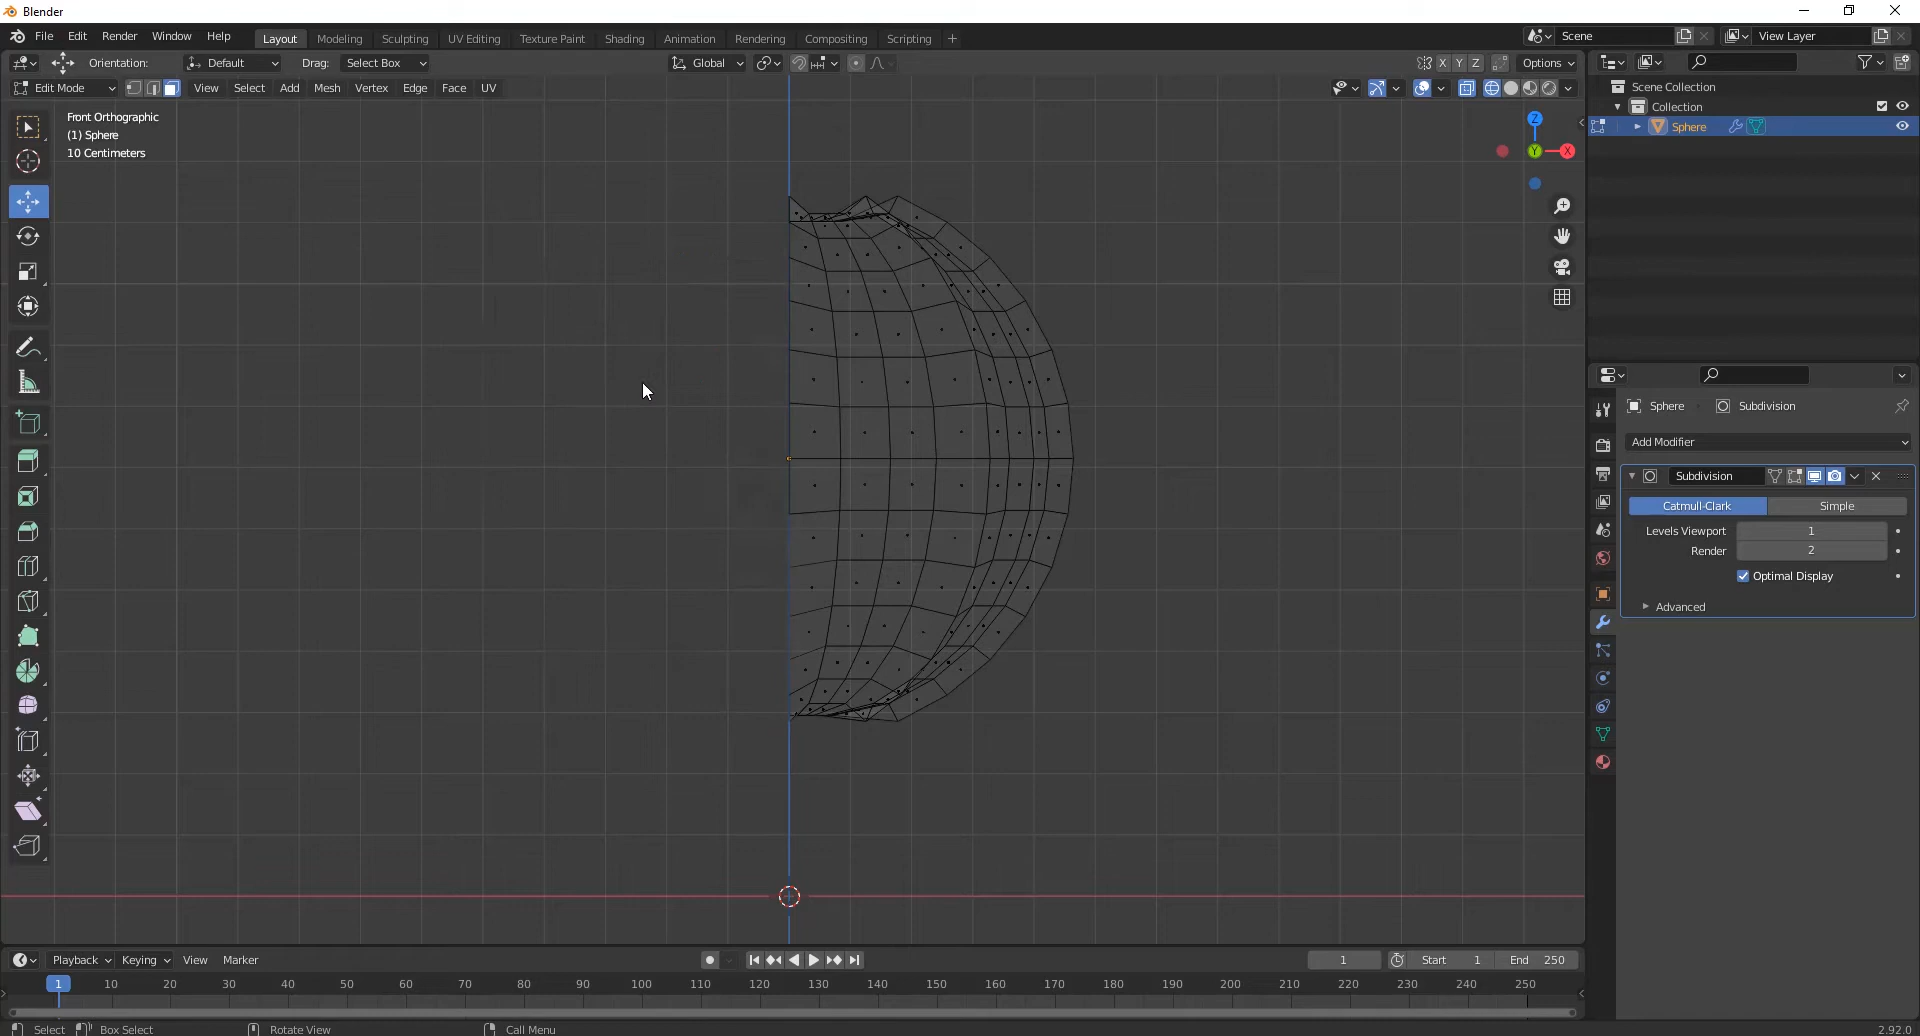 Blender
File Edit Render Window Help Layout Modeling Sculpting UV Editing Texture Paint Shading Animation Rendering Compositing Scripting + Scene View Layer
Orientation: Default Drag: Select Box Global X Y Z Options
Edit Mode View Select Add Mesh Vertex Edge Face UV
Front Orthographic
(1) Sphere
10 Centimeters
Z
Y X
Scene Collection
Collection
Sphere
Sphere Subdivision
Add Modifier
Subdivision
Catmull-Clark Simple
Levels Viewport 1
Render 2
Optimal Display
Advanced
Playback Keying View Marker 1 Start 1 End 250
1 10 20 30 40 50 60 70 80 90 100 110 120 130 140 150 160 170 180 190 200 210 220 230 240 250
Select Box Select Rotate View Call Menu 2.92.0